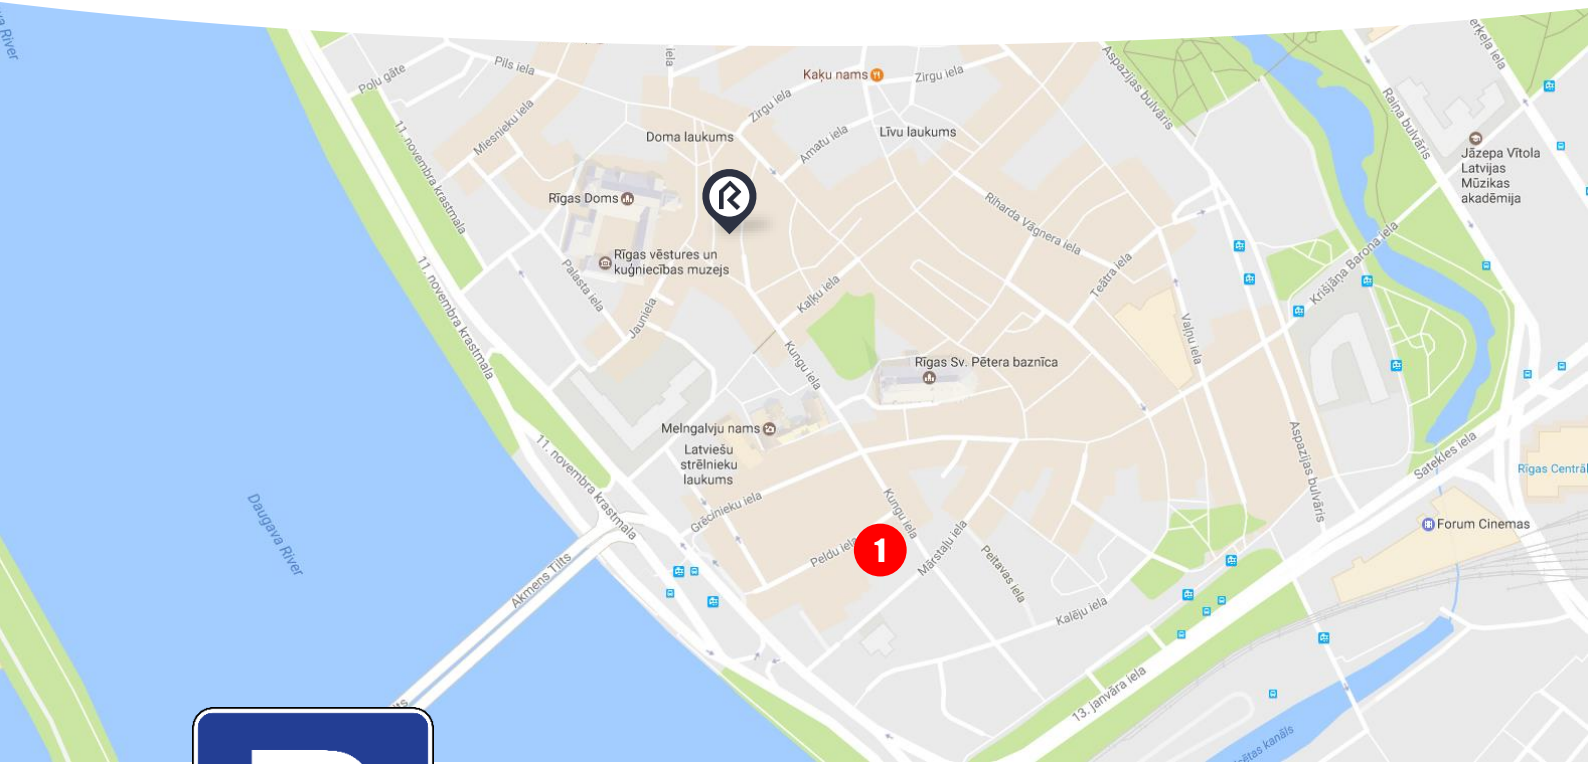 River
Poļu gāte
Pils iela
iela
Kaķu nams
Zirgu iela
Zirgu iela
Aspazijas bulvāris
Raiņa bulvāris
Miesnieku iela
Doma laukums
Amatu iela
Līvu laukums
Jāzepa Vītola
Latvijas
Mūzikas
akadēmija
11. novembra krastmala
Rīgas Doms
R
Riharda Vāgnera iela
Krišjāņa Barona iela
Rīgas vēstures un
kuģniecības muzejs
Palasta iela
Jauniela
Kaļķu iela
Teātra iela
Vaļņu iela
11. novembra krastmala
Kungu iela
Rīgas Sv. Pētera baznīca
Melngalvju nams
Latviešu
strēlnieku
laukums
Aspazijas bulvāris
Satekles iela
Rīgas Centrāl
11. novembra krastmala
Grēcinieku iela
Kungu iela
Forum Cinemas
Daugava River
Peldu iela
1
Mārstaļu iela
Peitavas iela
Akmens Tilts
Kalēju iela
13. janvāra iela
kanāls